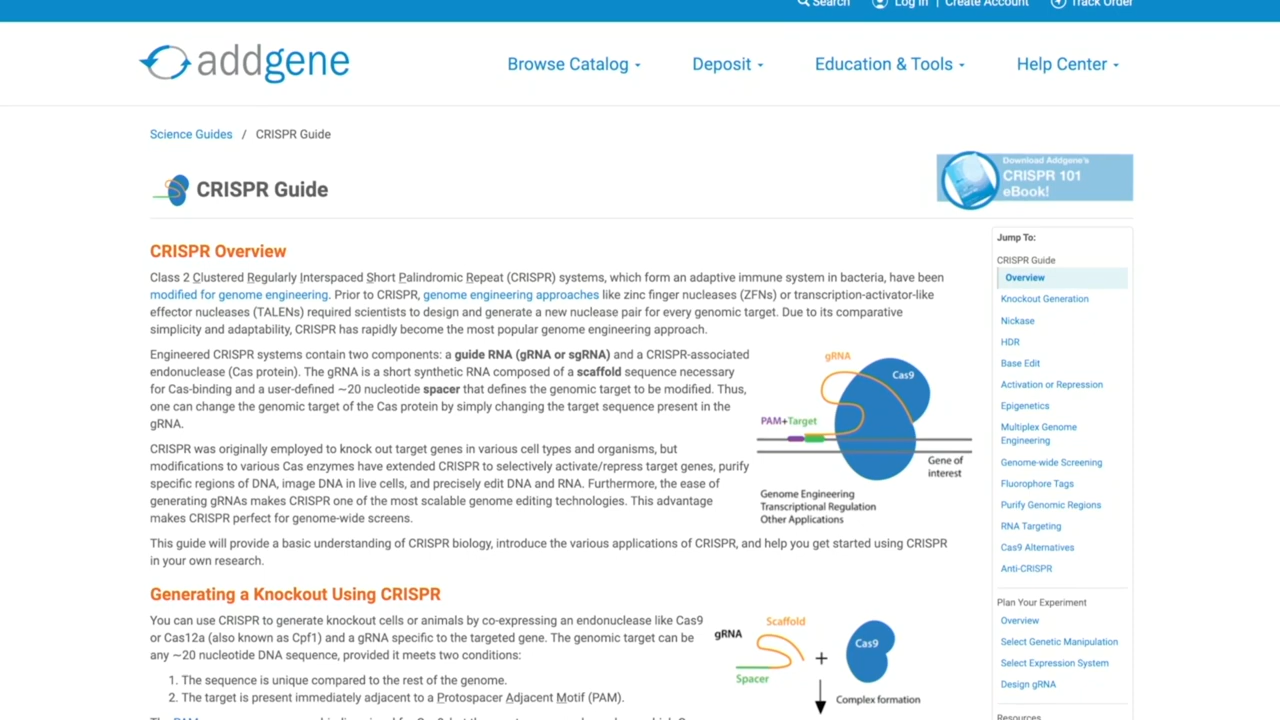 Search Log In | Create Account Track Order
addgene
Browse Catalog Deposit Education & Tools Help Center
Science Guides / CRISPR Guide
CRISPR Guide
Download Addgene's
CRISPR 101
eBook!
CRISPR Overview
Class 2 Clustered Regularly Interspaced Short Palindromic Repeat (CRISPR) systems, which form an adaptive immune system in bacteria, have been
modified for genome engineering. Prior to CRISPR, genome engineering approaches like zinc finger nucleases (ZFNs) or transcription-activator-like
effector nucleases (TALENs) required scientists to design and generate a new nuclease pair for every genomic target. Due to its comparative
simplicity and adaptability, CRISPR has rapidly become the most popular genome engineering approach.
Engineered CRISPR systems contain two components: a guide RNA (gRNA or sgRNA) and a CRISPR-associated
endonuclease (Cas protein). The gRNA is a short synthetic RNA composed of a scaffold sequence necessary
for Cas-binding and a user-defined ~20 nucleotide spacer that defines the genomic target to be modified. Thus,
one can change the genomic target of the Cas protein by simply changing the target sequence present in the
gRNA.
CRISPR was originally employed to knock out target genes in various cell types and organisms, but
modifications to various Cas enzymes have extended CRISPR to selectively activate/repress target genes, purify
specific regions of DNA, image DNA in live cells, and precisely edit DNA and RNA. Furthermore, the ease of
generating gRNAs makes CRISPR one of the most scalable genome editing technologies. This advantage
makes CRISPR perfect for genome-wide screens.
gRNA
Cas9
PAM+Target
Gene of
interest
Genome Engineering
Transcriptional Regulation
Other Applications
This guide will provide a basic understanding of CRISPR biology, introduce the various applications of CRISPR, and help you get started using CRISPR
in your own research.
Generating a Knockout Using CRISPR
You can use CRISPR to generate knockout cells or animals by co-expressing an endonuclease like Cas9
or Cas12a (also known as Cpf1) and a gRNA specific to the targeted gene. The genomic target can be
any ~20 nucleotide DNA sequence, provided it meets two conditions:
1. The sequence is unique compared to the rest of the genome.
2. The target is present immediately adjacent to a Protospacer Adjacent Motif (PAM).
Scaffold
gRNA
Cas9
+
Spacer
Complex formation
Jump To:
CRISPR Guide
Overview
Knockout Generation
Nickase
HDR
Base Edit
Activation or Repression
Epigenetics
Multiplex Genome
Engineering
Genome-wide Screening
Fluorophore Tags
Purify Genomic Regions
RNA Targeting
Cas9 Alternatives
Anti-CRISPR
Plan Your Experiment
Overview
Select Genetic Manipulation
Select Expression System
Design gRNA
Resources